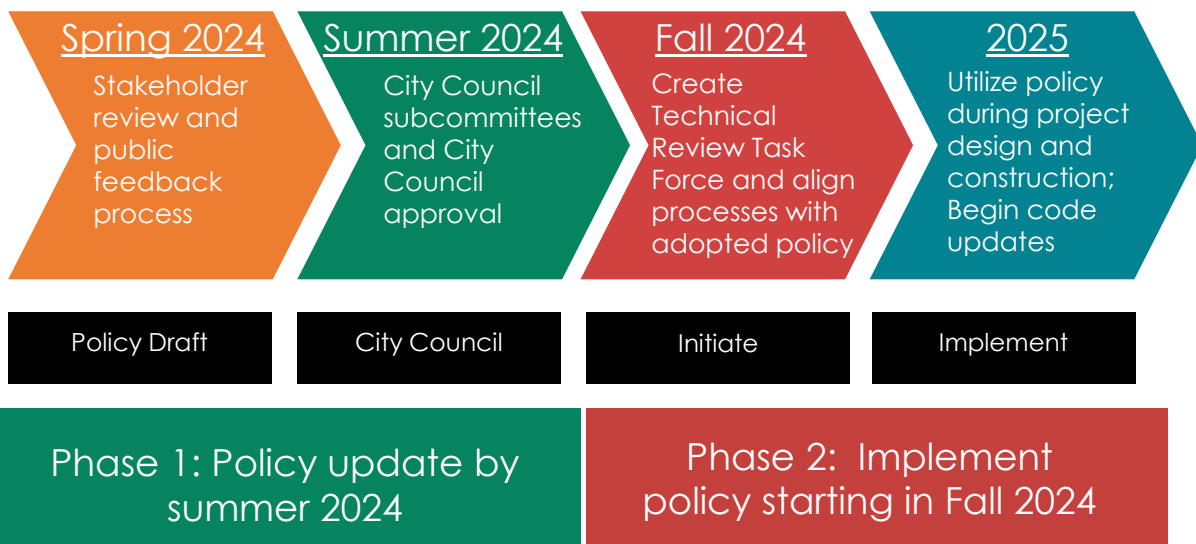 Spring 2024
Stakeholder
review and
public
feedback
process
Summer 2024
City Council
subcommittees
and City
Council
approval
Fall 2024
Create
Technical
Review Task
Force and align
processes with
adopted policy
2025
Utilize policy
during project
design and
construction;
Begin code
updates
Policy Draft
City Council
Initiate
Implement
Phase 1: Policy update by
summer 2024
Phase 2: Implement
policy starting in Fall 2024